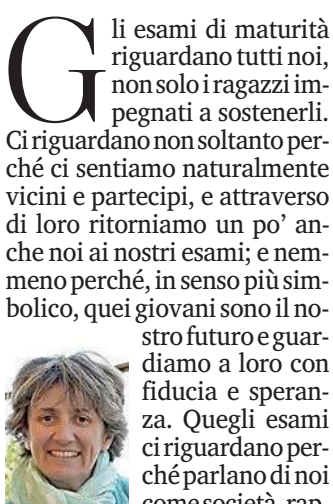 Gli esami di maturità
riguardano tutti noi,
non solo i ragazzi im-
pegnati a sostenerli.
Ci riguardano non soltanto per-
ché ci sentiamo naturalmente
vicini e partecipi, e attraverso
di loro ritorniamo un po’ an-
che noi ai nostri esami; e nem-
meno perché, in senso più sim-
bolico, quei giovani sono il no-
stro futuro e guar-
diamo a loro con
fiducia e speran-
za. Quegli esami
ci riguardano per-
ché parlano di noi
come società, rap-